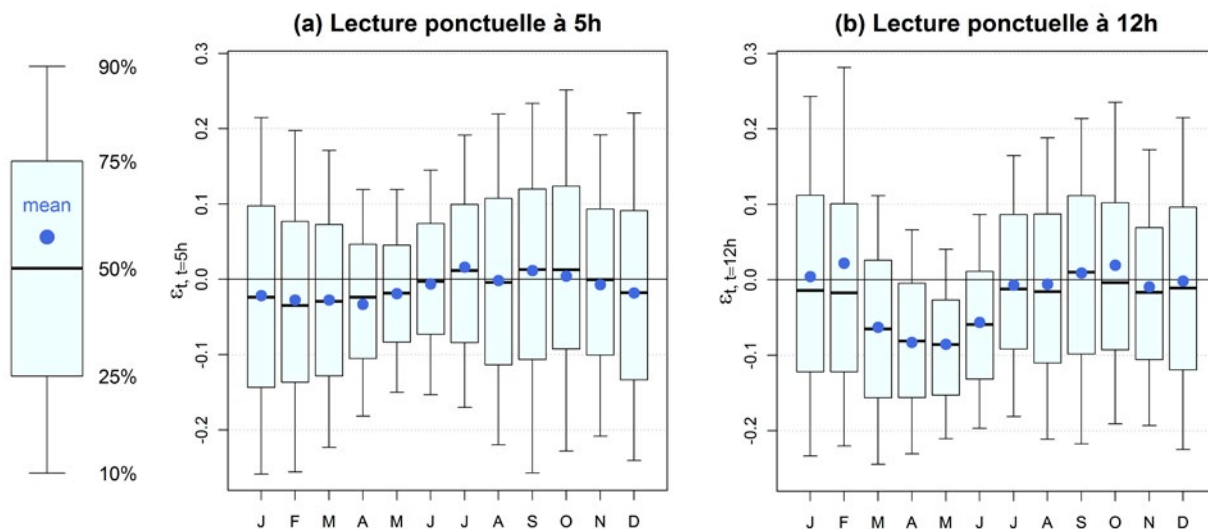 90%
75%
mean
50%
25%
10%
(a) Lecture ponctuelle à 5h
0.3
0.2
0.1
0.0
-0.1
-0.2
εt, t=5h
J F M A M J J A S O N D
(b) Lecture ponctuelle à 12h
0.3
0.2
0.1
0.0
-0.1
-0.2
εt, t=12h
J F M A M J J A S O N D